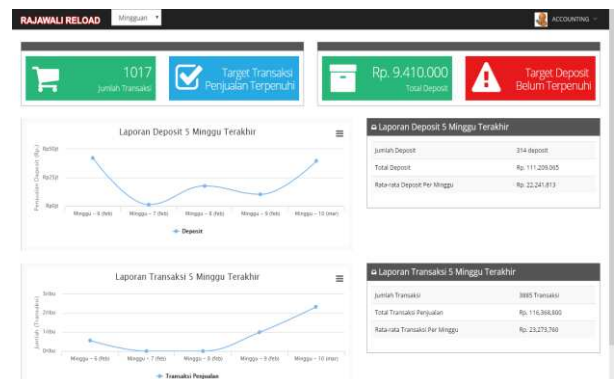 RAJAWALI RELOAD
Mingguan
ACCOUNTING
1017
Jumlah Transaksi
Target Transaksi
Penjualan Terpenuhi
Rp. 9.410.000
Total Deposit
Target Deposit
Belum Terpenuhi
Laporan Deposit 5 Minggu Terakhir
Penjualan Deposit (Rp.)
Minggu - 6 (feb)
Minggu - 7 (feb)
Minggu - 8 (feb)
Minggu - 9 (feb)
Minggu - 10 (mar)
Deposit
Laporan Deposit 5 Minggu Terakhir
Jumlah Deposit
314 deposit
Total Deposit
Rp. 111,209,065
Rata-rata Deposit Per Minggu
Rp. 22,241,813
Laporan Transaksi 5 Minggu Terakhir
Jumlah (Transaksi)
Minggu - 6 (feb)
Minggu - 7 (feb)
Minggu - 8 (feb)
Minggu - 9 (feb)
Minggu - 10 (mar)
Transaksi Penjualan
Laporan Transaksi 5 Minggu Terakhir
Jumlah Transaksi
3885 Transaksi
Total Transaksi Penjualan
Rp. 116,368,800
Rata-rata Transaksi Per Minggu
Rp. 23,273,760